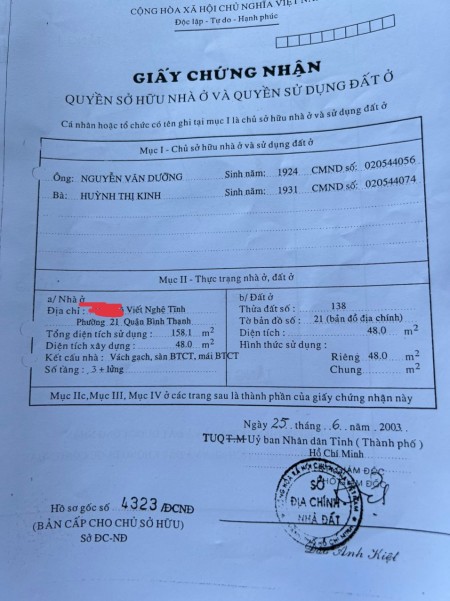 CỘNG HÒA XÃ HỘI CHỦ NGHĨA VIỆT NA
Độc lập - Tự do - Hạnh phúc
GIẤY CHỨNG NHẬN
QUYỀN SỞ HỮU NHÀ Ở VÀ QUYỀN SỬ DỤNG ĐẤT Ở
Cá nhân hoặc tổ chức có tên ghi tại mục I là chủ sở hữu nhà ở và sử dụng đất ở
Mục I - Chủ sở hữu nhà ở và sử dụng đất ở
Ông: NGUYỄN VĂN DƯỠNG Sinh năm: 1924 CMND số: 020544056
Bà: HUỲNH THỊ KINH Sinh năm: 1931 CMND số: 020544074
Mục II - Thực trạng nhà ở, đất ở
a/ Nhà ở
Địa chỉ : Viết Nghệ Tĩnh
Phường 21 Quận Bình Thạnh
Tổng diện tích sử dụng : 158.1 m2
Diện tích xây dựng : 48.0 m2
Kết cấu nhà : Vách gạch, sàn BTCT, mái BTCT
Số tầng : 3 + lửng
b/ Đất ở
Thửa đất số : 138
Tờ bản đồ số : 21 (bản đồ địa chính)
Diện tích : 48.0 m2
Hình thức sử dụng :
Riêng 48.0 m2
Chung m2
Mục IIc, Mục III, Mục IV ở các trang sau là thành phần của giấy chứng nhận này
Ngày 25 . tháng . 6 . năm . 2003.
TUQ T.M Uỷ ban Nhân dân Tỉnh ( Thành phố )
Hồ Chí Minh
GIÁM ĐỐC
SỞ
ĐỊA CHÍNH
NHÀ ĐẤT
Đào Anh Kiệt
Hồ sơ gốc số 4323 /ĐCNĐ
(BẢN CẤP CHO CHỦ SỞ HỮU)
Sở ĐC-NĐ